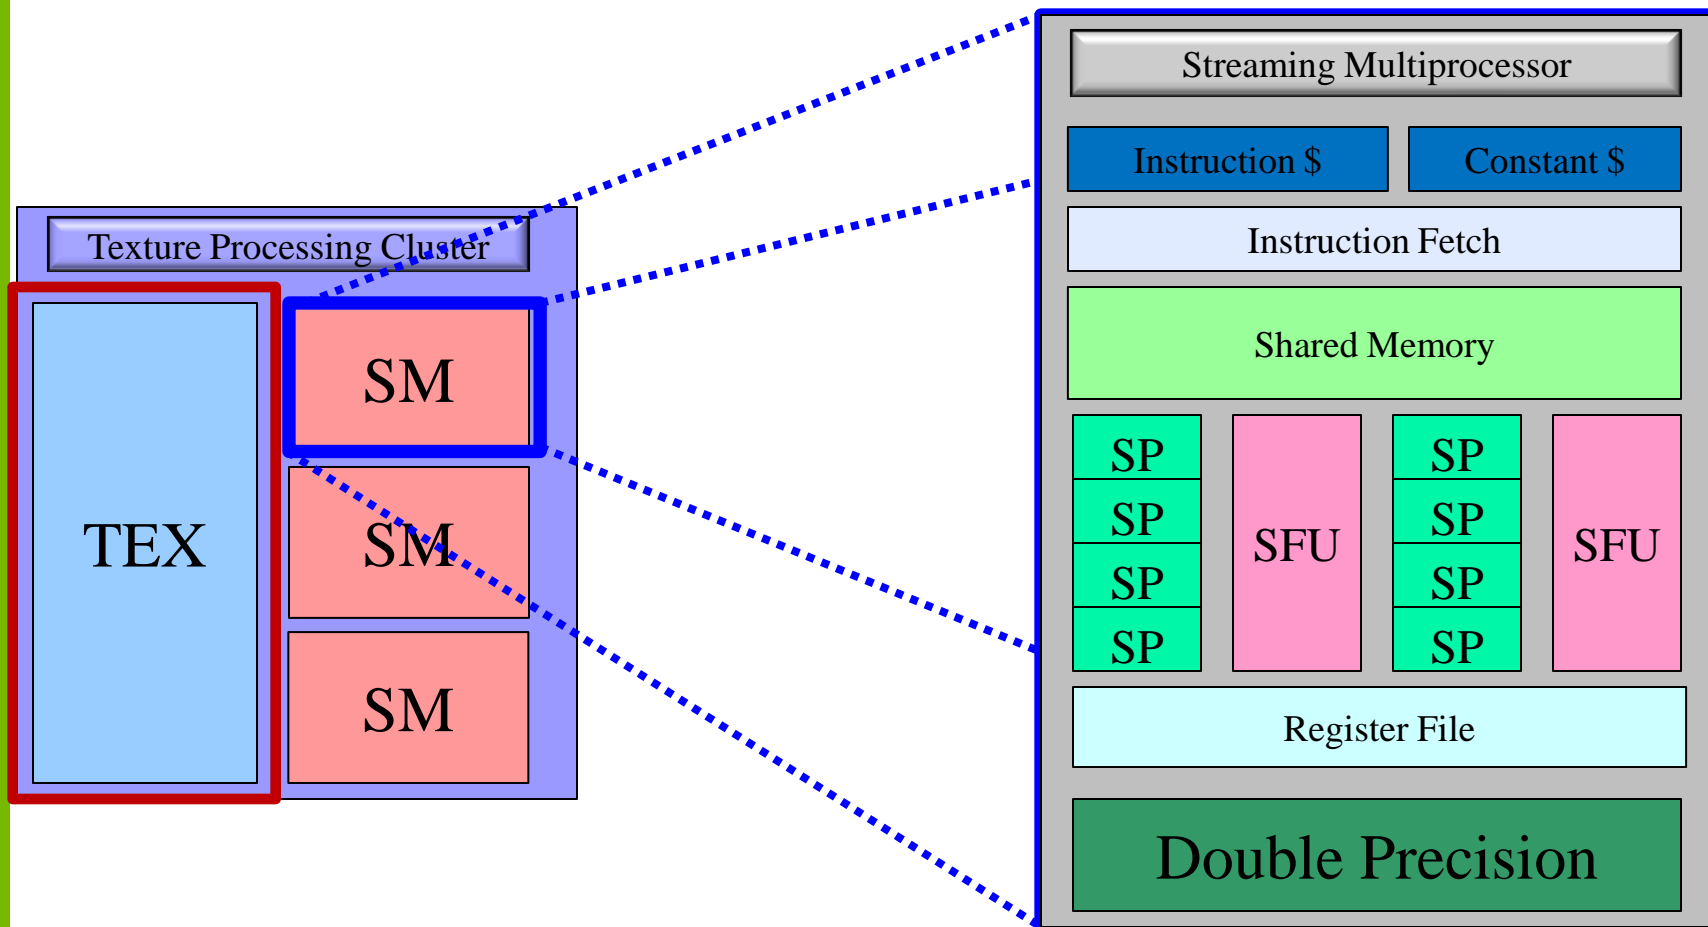 Texture Processing Cluster
TEX
SM
SM
SM
Streaming Multiprocessor
Instruction $
Constant $
Instruction Fetch
Shared Memory
SP
SP
SP
SP
SFU
SP
SP
SP
SP
SFU
Register File
Double Precision